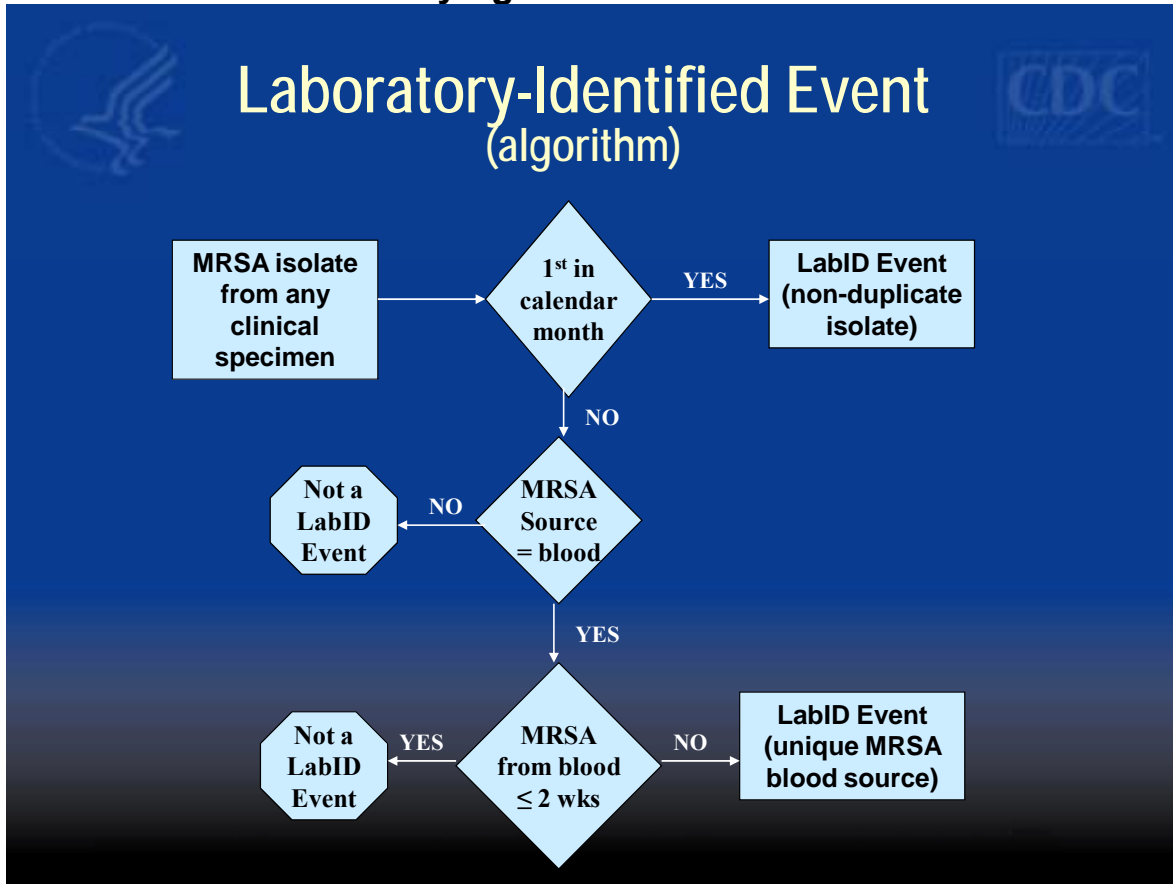 Laboratory-Identified Event
(algorithm)
CDC
MRSA isolate
from any
clinical
specimen
1st in
calendar
month
YES
LabID Event
(non-duplicate
isolate)
NO
Not a
LabID
Event
NO
MRSA
Source
= blood
YES
Not a
LabID
Event
YES
MRSA
from blood
≤ 2 wks
NO
LabID Event
(unique MRSA
blood source)